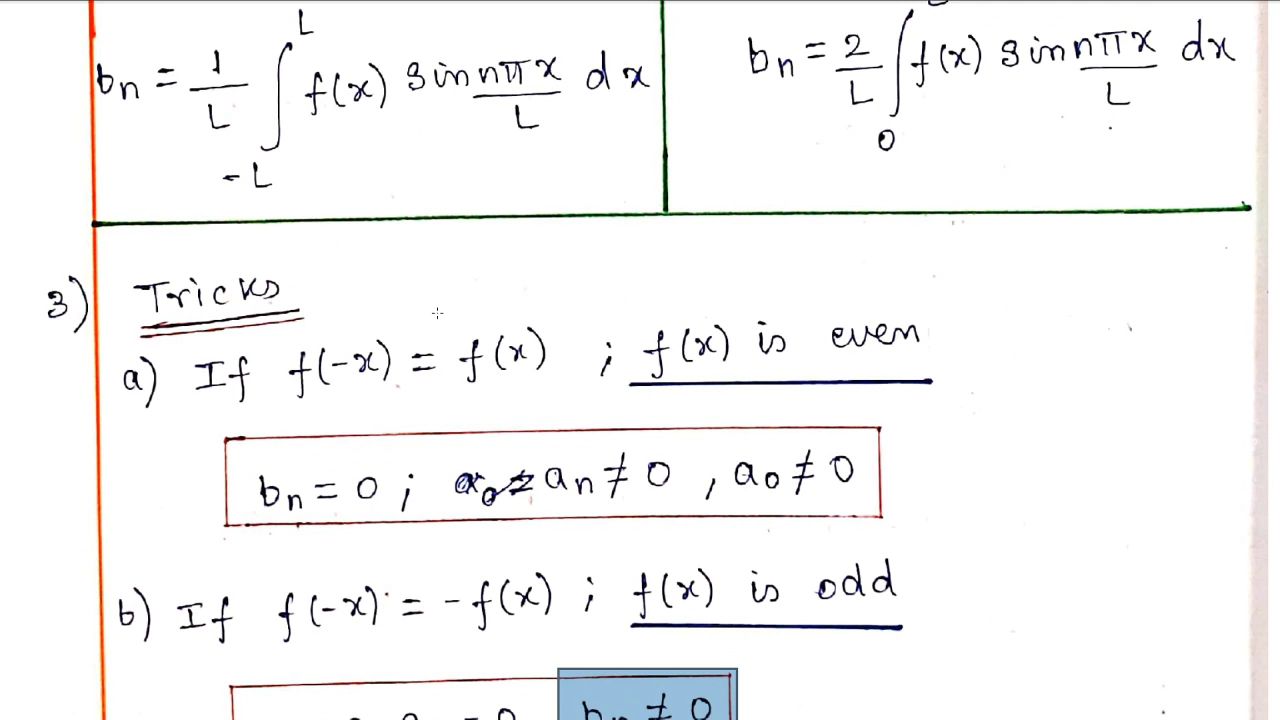 bn = 1/L ∫_{-L}^{L} f(x) sin nπx/L dx
bn = 2/L ∫_0 f(x) sin nπx/L dx
3) Tricks
a) If f(-x) = f(x) ; f(x) is even
bn = 0 ; an ≠ 0 , a0 ≠ 0
b) If f(-x) = -f(x) ; f(x) is odd
= 0 bn ≠ 0